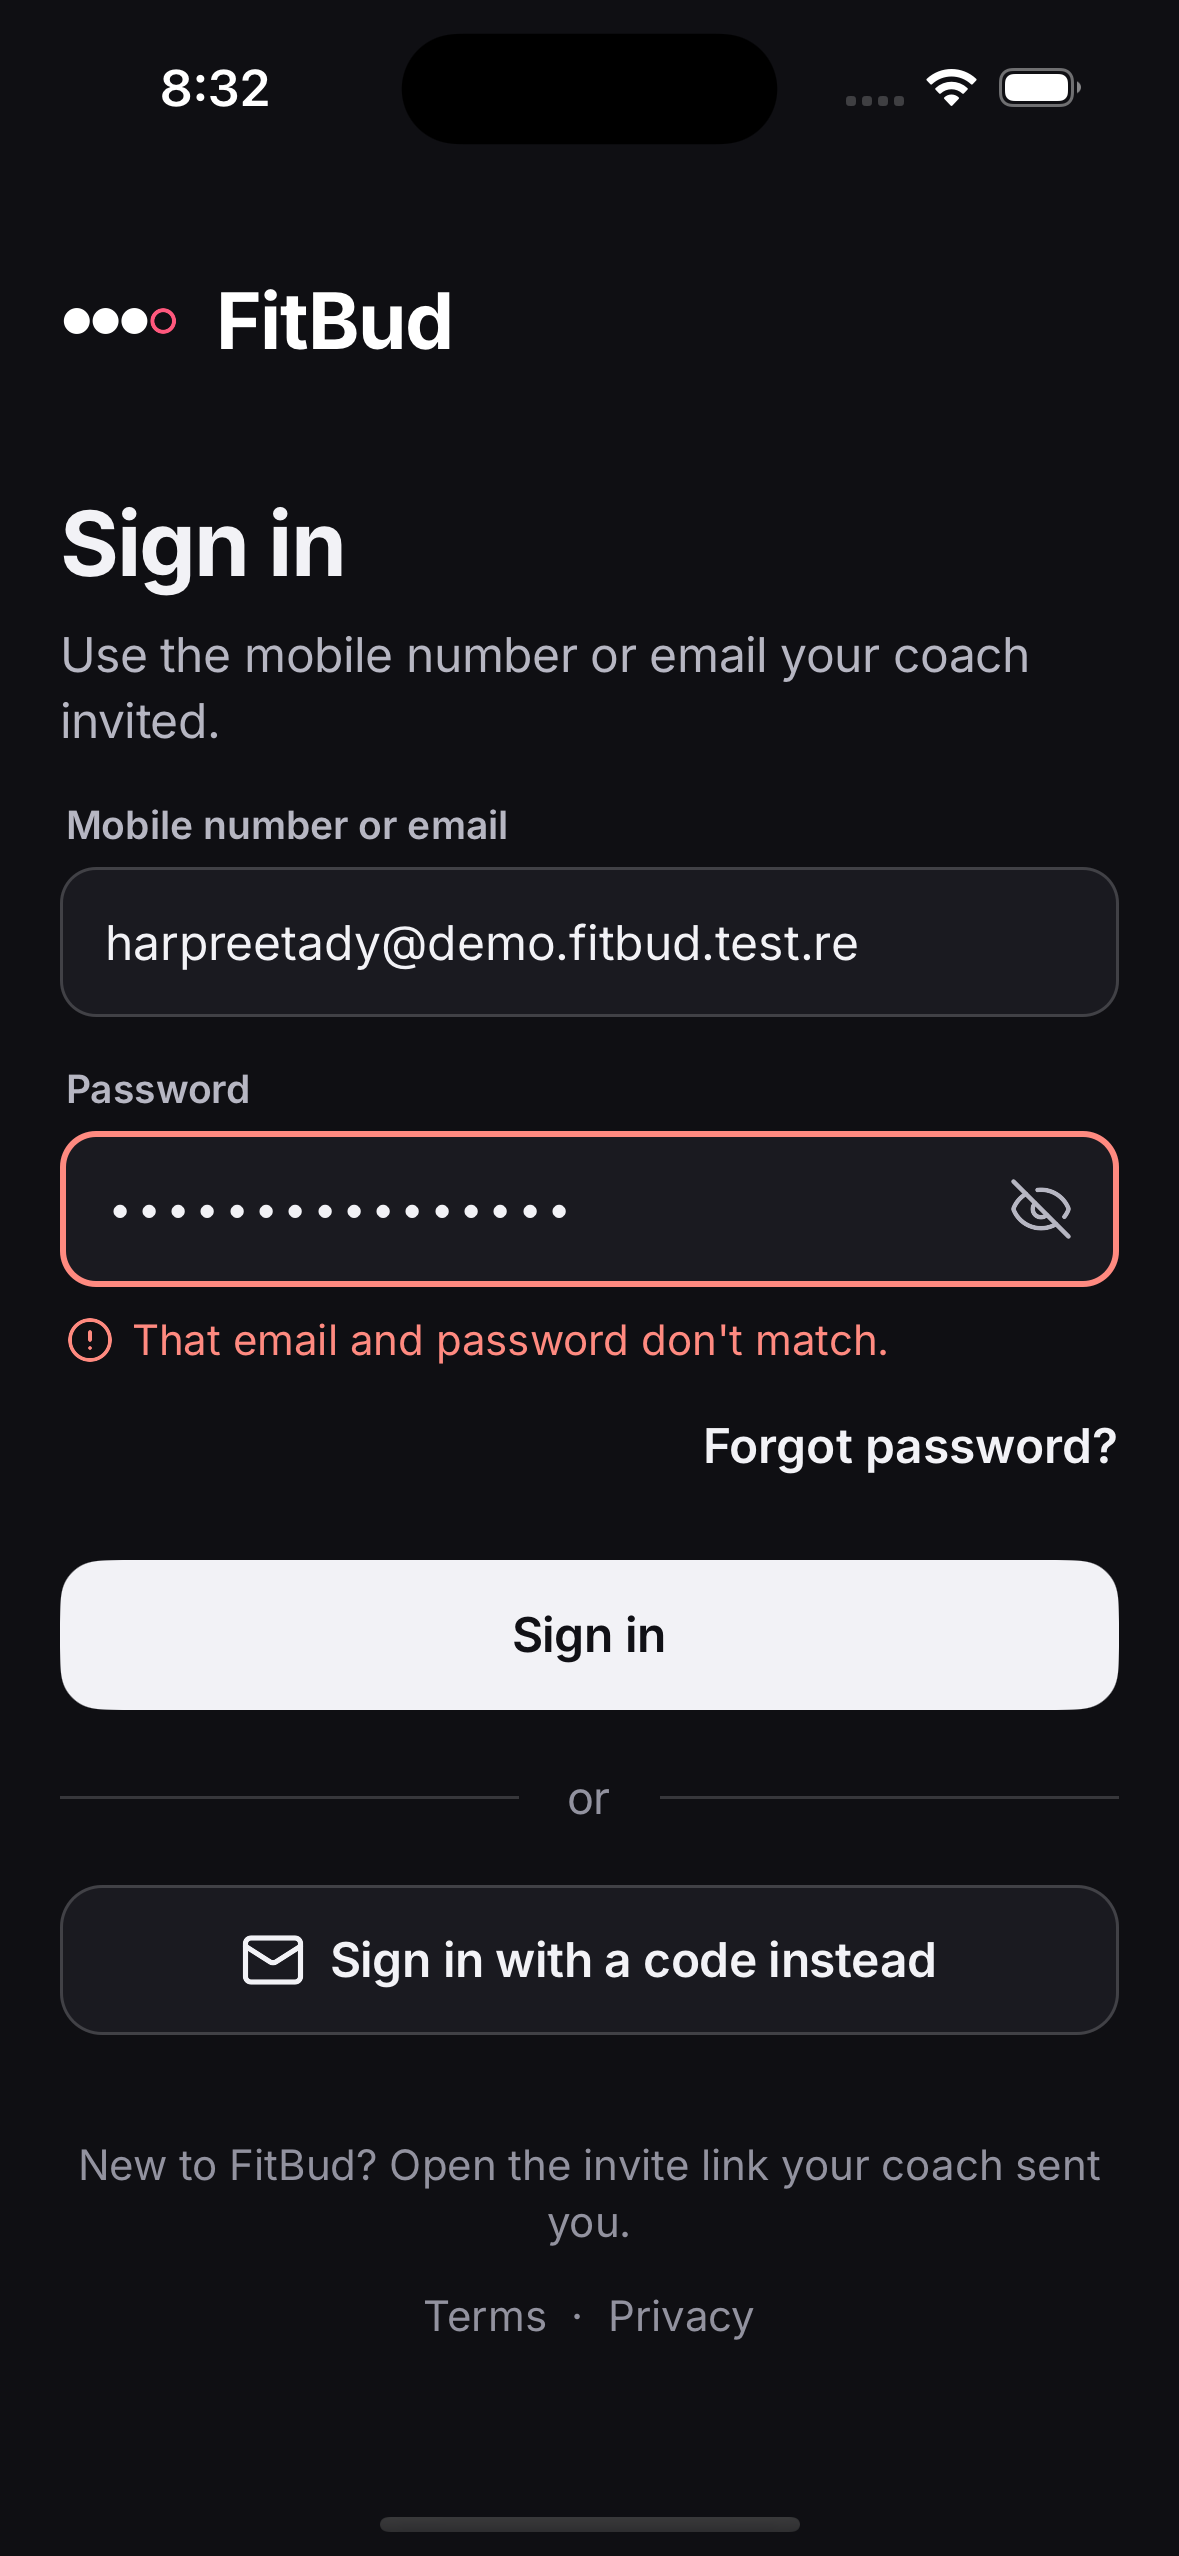 8:32
FitBud
Sign in
Use the mobile number or email your coach
invited.
Mobile number or email
harpreetady@demo.fitbud.test.re
Password
••••••••••••••••
That email and password don't match.
Forgot password?
Sign in
or
Sign in with a code instead
New to FitBud? Open the invite link your coach sent
you.
Terms · Privacy